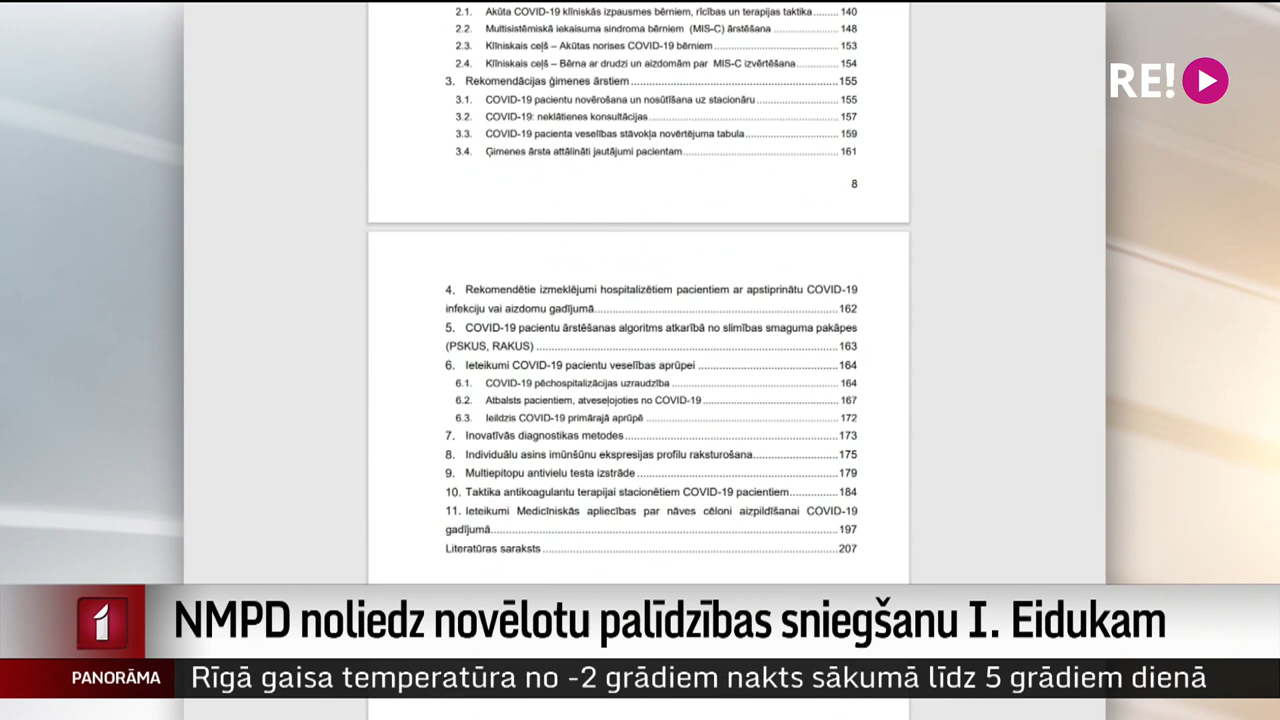 2.1. Akūta COVID-19 klīniskās izpausmes bērniem, rīcības un terapijas taktika ........ 140
2.2. Multisistēmiskā iekaisuma sindroma bērniem (MIS-C) ārstēšana ........ 148
2.3. Klīniskais ceļš – Akūtas norises COVID-19 bērniem ........ 153
2.4. Klīniskais ceļš – Bērna ar drudzi un aizdomām par MIS-C izvērtēšana ........ 154
3. Rekomendācijas ģimenes ārstiem ........ 155
3.1. COVID-19 pacientu novērošana un nosūtīšana uz stacionāru ........ 155
3.2. COVID-19: neklātienes konsultācijas ........ 157
3.3. COVID-19 pacienta veselības stāvokļa novērtējuma tabula ........ 159
3.4. Ģimenes ārsta attālināti jautājumi pacientam ........ 161
8
RE!
4. Rekomendētie izmeklējumi hospitalizētiem pacientiem ar apstiprinātu COVID-19
infekciju vai aizdomu gadījumā ........ 162
5. COVID-19 pacientu ārstēšanas algoritms atkarībā no slimības smaguma pakāpes
(PSKUS, RAKUS) ........ 163
6. Ieteikumi COVID-19 pacientu veselības aprūpei ........ 164
6.1. COVID-19 pēchospitalizācijas uzraudzība ........ 164
6.2. Atbalsts pacientiem, atveseļojoties no COVID-19 ........ 167
6.3. Ieildzis COVID-19 primārajā aprūpē ........ 172
7. Inovatīvās diagnostikas metodes ........ 173
8. Individuālu asins imūnšūnu ekspresijas profilu raksturošana ........ 175
9. Multiepitopu antivielu testa izstrāde ........ 179
10. Taktika antikoagulantu terapijai stacionētiem COVID-19 pacientiem ........ 184
11. Ieteikumi Medicīniskās apliecības par nāves cēloni aizpildīšanai COVID-19
gadījumā ........ 197
Literatūras saraksts ........ 207
1
NMPD noliedz novēlotu palīdzības sniegšanu I. Eidukam
PANORĀMA
Rīgā gaisa temperatūra no -2 grādiem nakts sākumā līdz 5 grādiem dienā